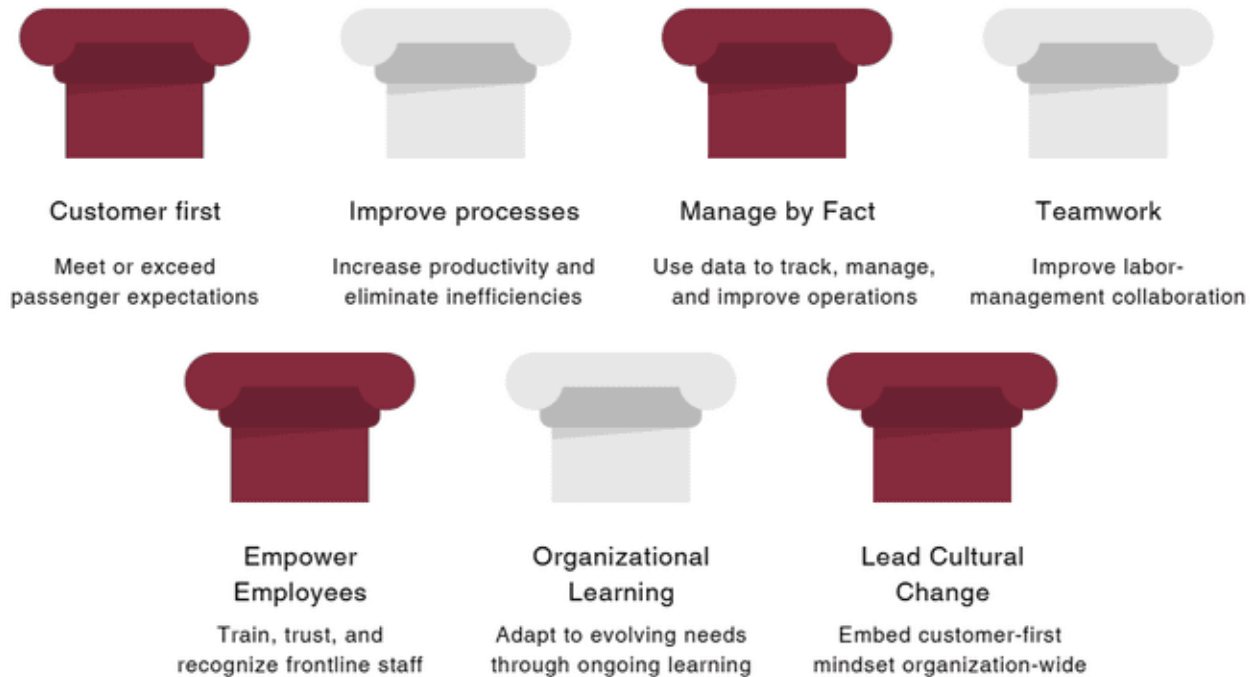 Customer first
Meet or exceed
passenger expectations
Improve processes
Increase productivity and
eliminate inefficiencies
Manage by Fact
Use data to track, manage,
and improve operations
Teamwork
Improve labor-
management collaboration
Empower
Employees
Train, trust, and
recognize frontline staff
Organizational
Learning
Adapt to evolving needs
through ongoing learning
Lead Cultural
Change
Embed customer-first
mindset organization-wide